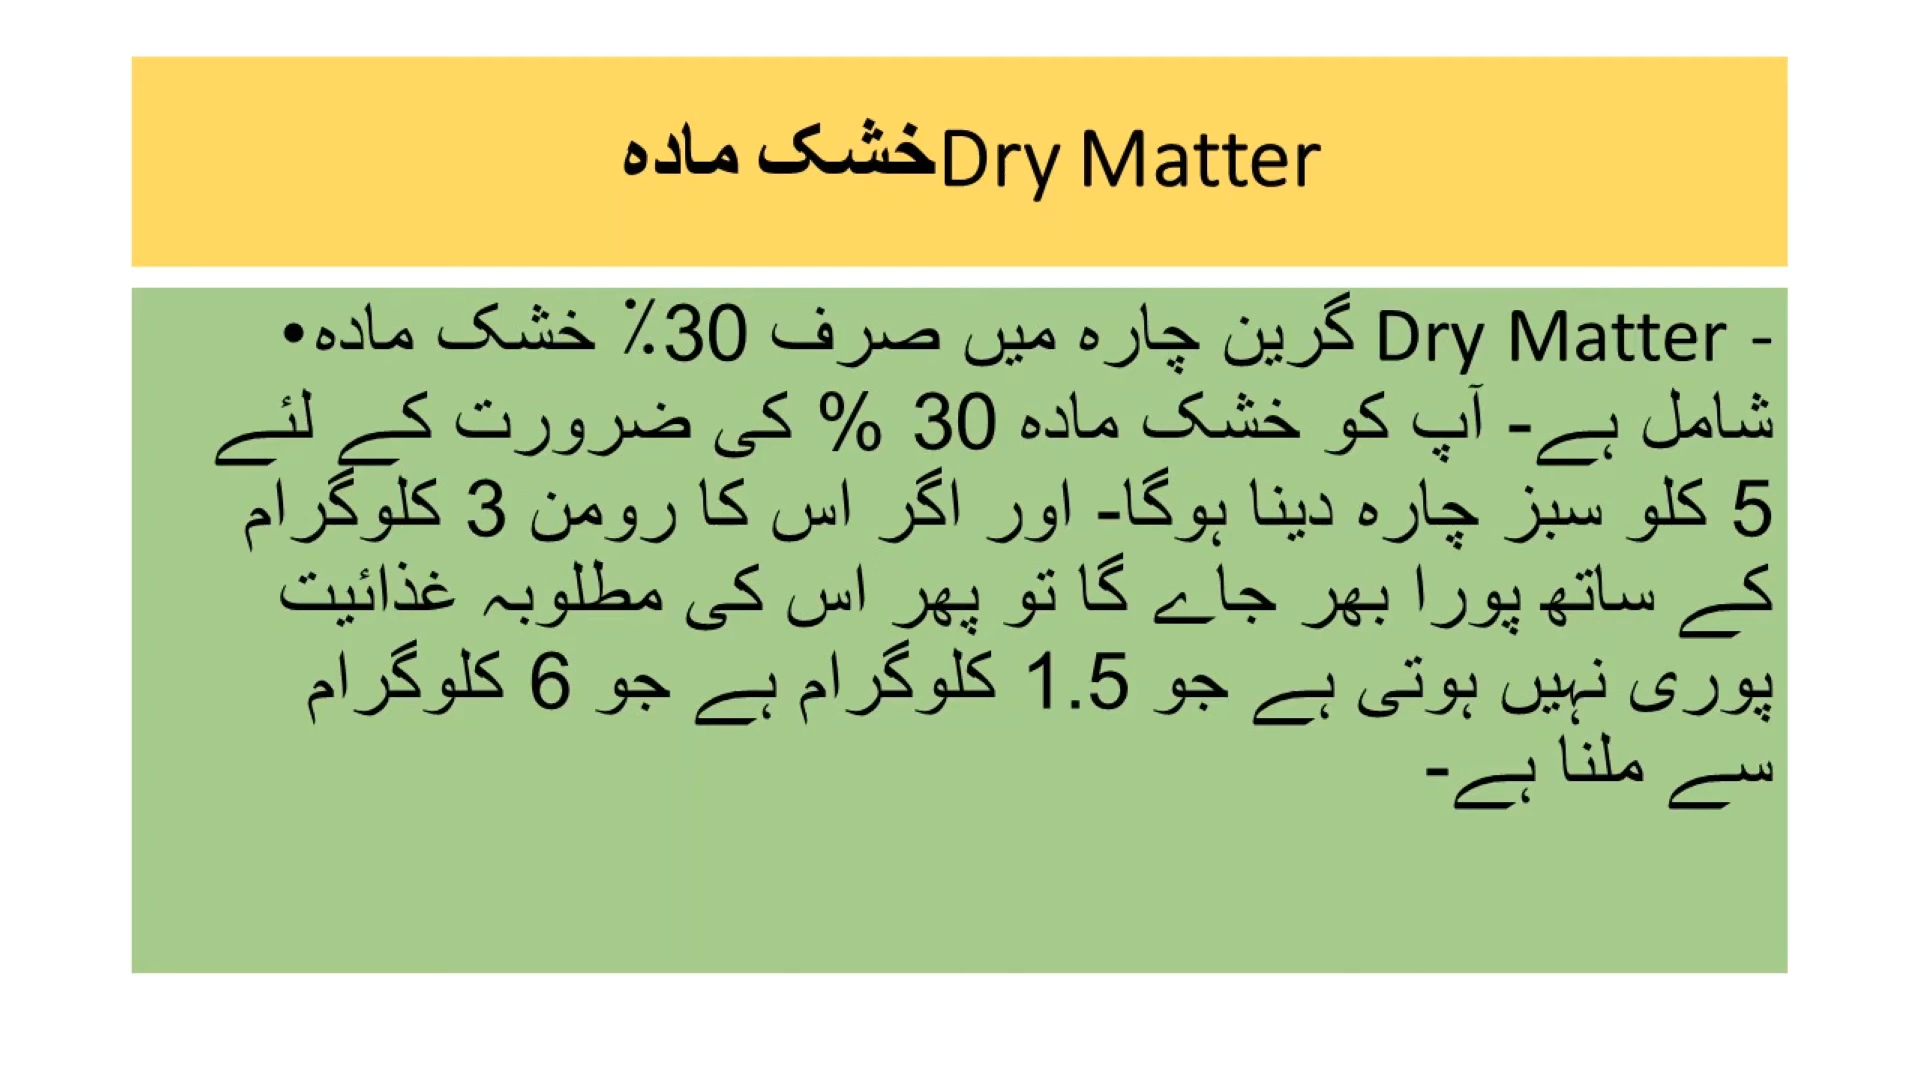 خشک مادہ Dry Matter
- Dry Matter گرین چارہ میں صرف 30٪ خشک مادہ•
شامل ہے- آپ کو خشک مادہ 30 % کی ضرورت کے لئے
5 کلو سبز چارہ دینا ہوگا- اور اگر اس کا رومن 3 کلوگرام
کے ساتھ پورا بھر جاے گا تو پھر اس کی مطلوبہ غذائیت
پوری نہیں ہوتی ہے جو 1.5 کلوگرام ہے جو 6 کلوگرام
سے ملنا ہے-